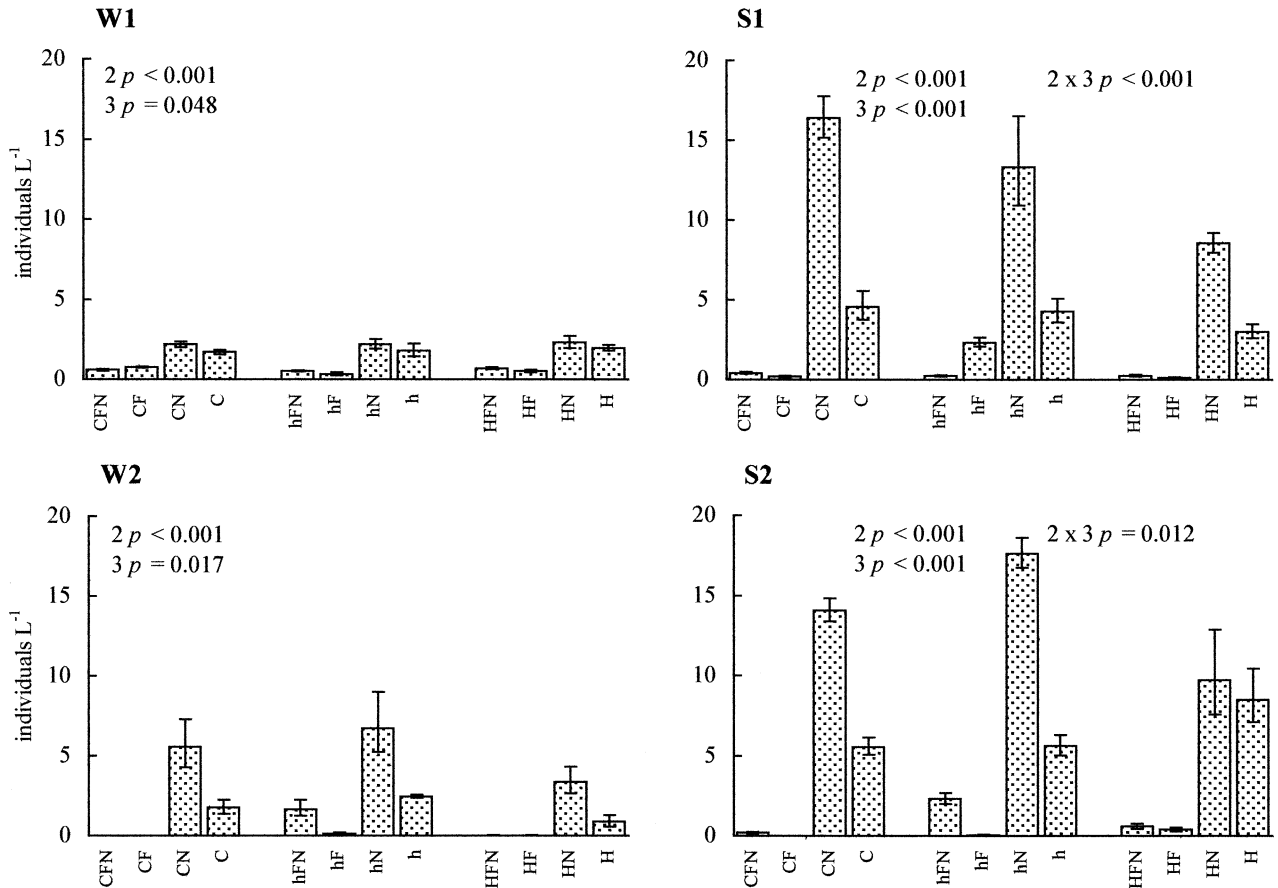 W1
20
15
10
5
0
individuals L-1
2 p < 0.001
3 p = 0.048
CFN CF CN C hFN hF hN h HFN HF HN H
S1
20
15
10
5
0
2 p < 0.001 2 x 3 p < 0.001
3 p < 0.001
CFN CF CN C hFN hF hN h HFN HF HN H
W2
20
15
10
5
0
individuals L-1
2 p < 0.001
3 p = 0.017
CFN CF CN C hFN hF hN h HFN HF HN H
S2
20
15
10
5
0
2 p < 0.001 2 x 3 p = 0.012
3 p < 0.001
CFN CF CN C hFN hF hN h HFN HF HN H